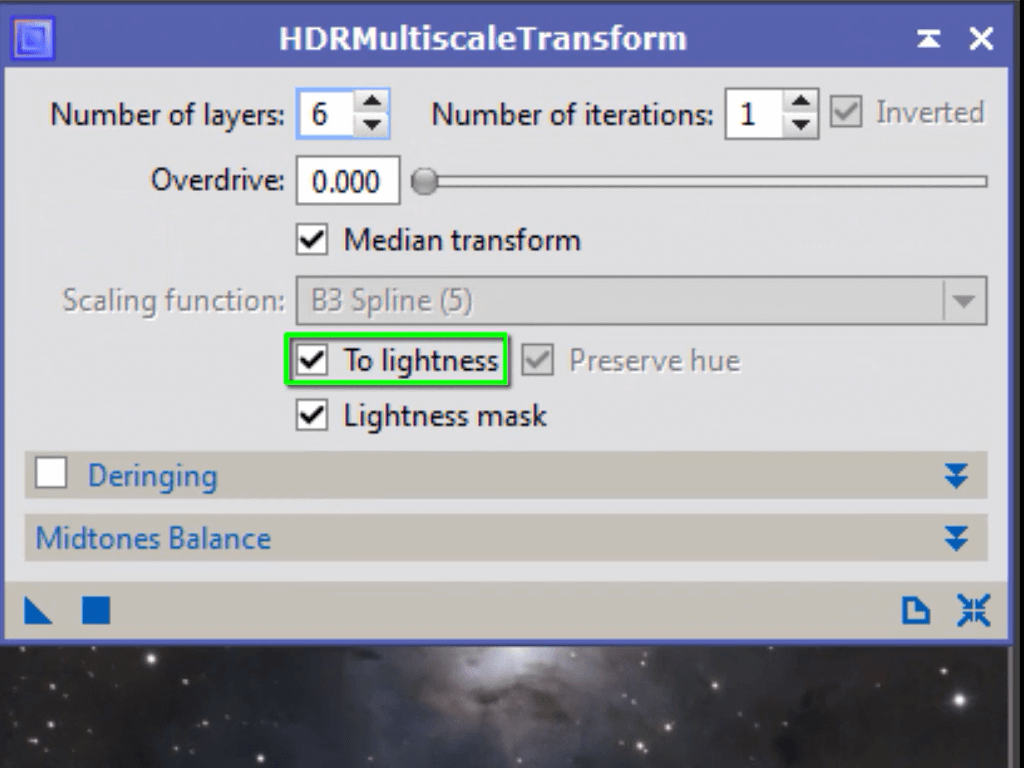 HDRMultiscaleTransform
Number of layers: 6 Number of iterations: 1 Inverted
Overdrive: 0.000
Median transform
Scaling function: B3 Spline (5)
To lightness Preserve hue
Lightness mask
Deringing
Midtones Balance